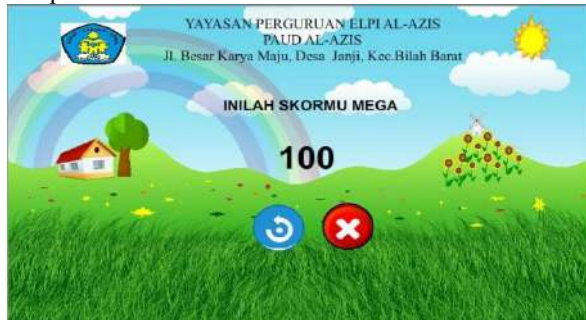 YAYASAN PERGURUAN ELPI AL-AZIS
PAUD AL-AZIS
Jl. Besar Karya Maju, Desa Janji, Kec.Bilah Barat
INILAH SKORMU MEGA
100